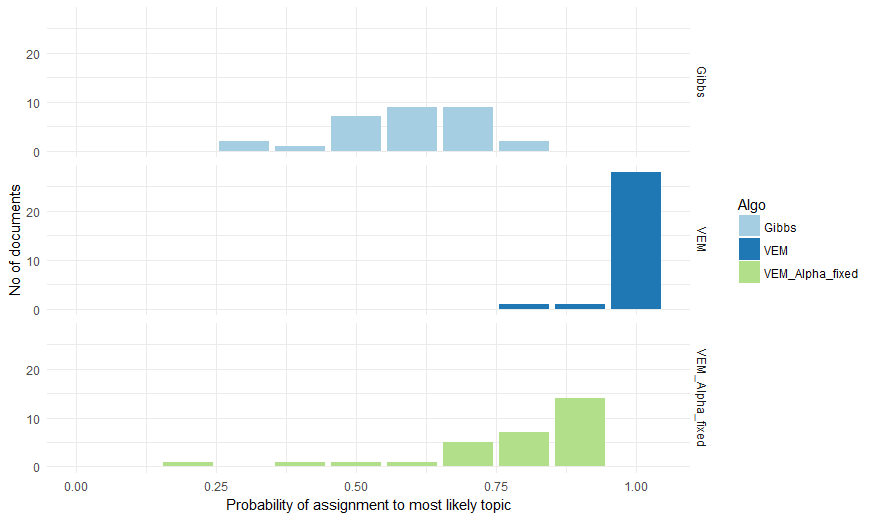 20
10
0
Gibbs
20
10
0
VEM
20
10
0
VEM_Alpha_fixed
0.00 0.25 0.50 0.75 1.00
Probability of assignment to most likely topic
No of documents
Algo
Gibbs
VEM
VEM_Alpha_fixed